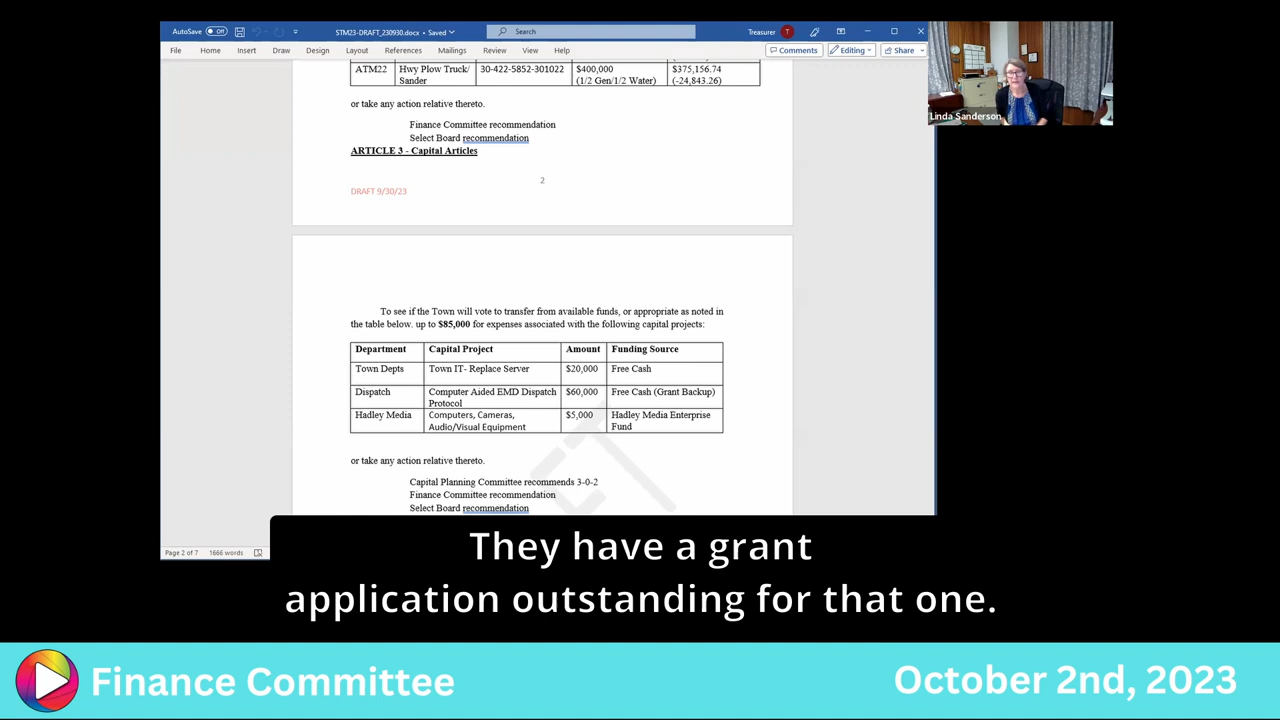 AutoSave Off STM23-DRAFT_230930.docx • Saved Search Treasurer T
File Home Insert Draw Design Layout References Mailings Review View Help Comments Editing Share
ATM22 Hwy Plow Truck/ 30-422-5852-301022 $400,000 $375,156.74
Sander (1/2 Gen/1/2 Water) (-24,843.26)
or take any action relative thereto.
Finance Committee recommendation
Select Board recommendation
ARTICLE 3 - Capital Articles
2
DRAFT 9/30/23
To see if the Town will vote to transfer from available funds, or appropriate as noted in
the table below. up to $85,000 for expenses associated with the following capital projects:
Department Capital Project Amount Funding Source
Town Depts Town IT- Replace Server $20,000 Free Cash
Dispatch Computer Aided EMD Dispatch $60,000 Free Cash (Grant Backup)
Protocol
Hadley Media Computers, Cameras, $5,000 Hadley Media Enterprise
Audio/Visual Equipment Fund
or take any action relative thereto.
Capital Planning Committee recommends 3-0-2
Finance Committee recommendation
Select Board recommendation
Page 2 of 7 1666 words
Linda Sanderson
They have a grant
application outstanding for that one.
Finance Committee
October 2nd, 2023